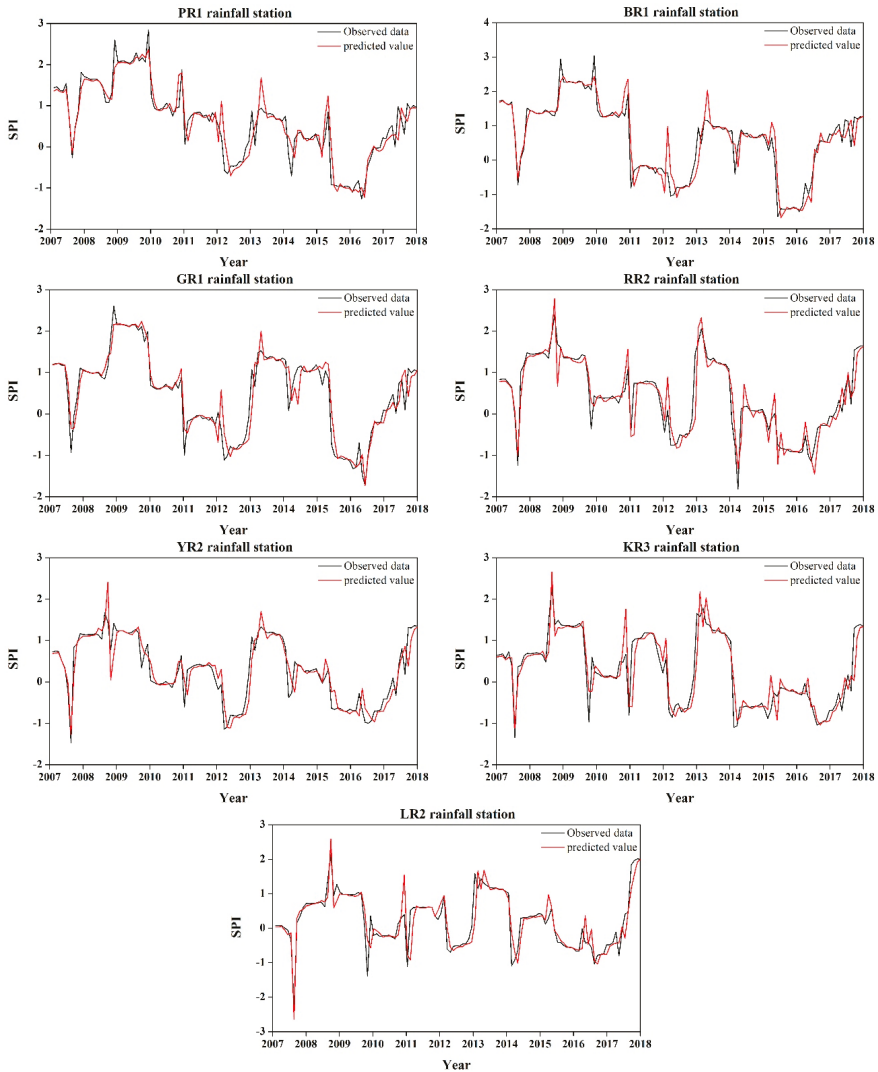 PR1 rainfall station
Observed data
predicted value
SPI
3
2
1
0
-1
-2
2007 2008 2009 2010 2011 2012 2013 2014 2015 2016 2017 2018
Year
BR1 rainfall station
Observed data
predicted value
SPI
4
3
2
1
0
-1
-2
2007 2008 2009 2010 2011 2012 2013 2014 2015 2016 2017 2018
Year
GR1 rainfall station
Observed data
predicted value
SPI
3
2
1
0
-1
-2
2007 2008 2009 2010 2011 2012 2013 2014 2015 2016 2017 2018
Year
RR2 rainfall station
Observed data
predicted value
SPI
3
2
1
0
-1
-2
2007 2008 2009 2010 2011 2012 2013 2014 2015 2016 2017 2018
Year
YR2 rainfall station
Observed data
predicted value
SPI
3
2
1
0
-1
-2
2007 2008 2009 2010 2011 2012 2013 2014 2015 2016 2017 2018
Year
KR3 rainfall station
Observed data
predicted value
SPI
3
2
1
0
-1
-2
2007 2008 2009 2010 2011 2012 2013 2014 2015 2016 2017 2018
Year
LR2 rainfall station
Observed data
predicted value
SPI
3
2
1
0
-1
-2
-3
2007 2008 2009 2010 2011 2012 2013 2014 2015 2016 2017 2018
Year